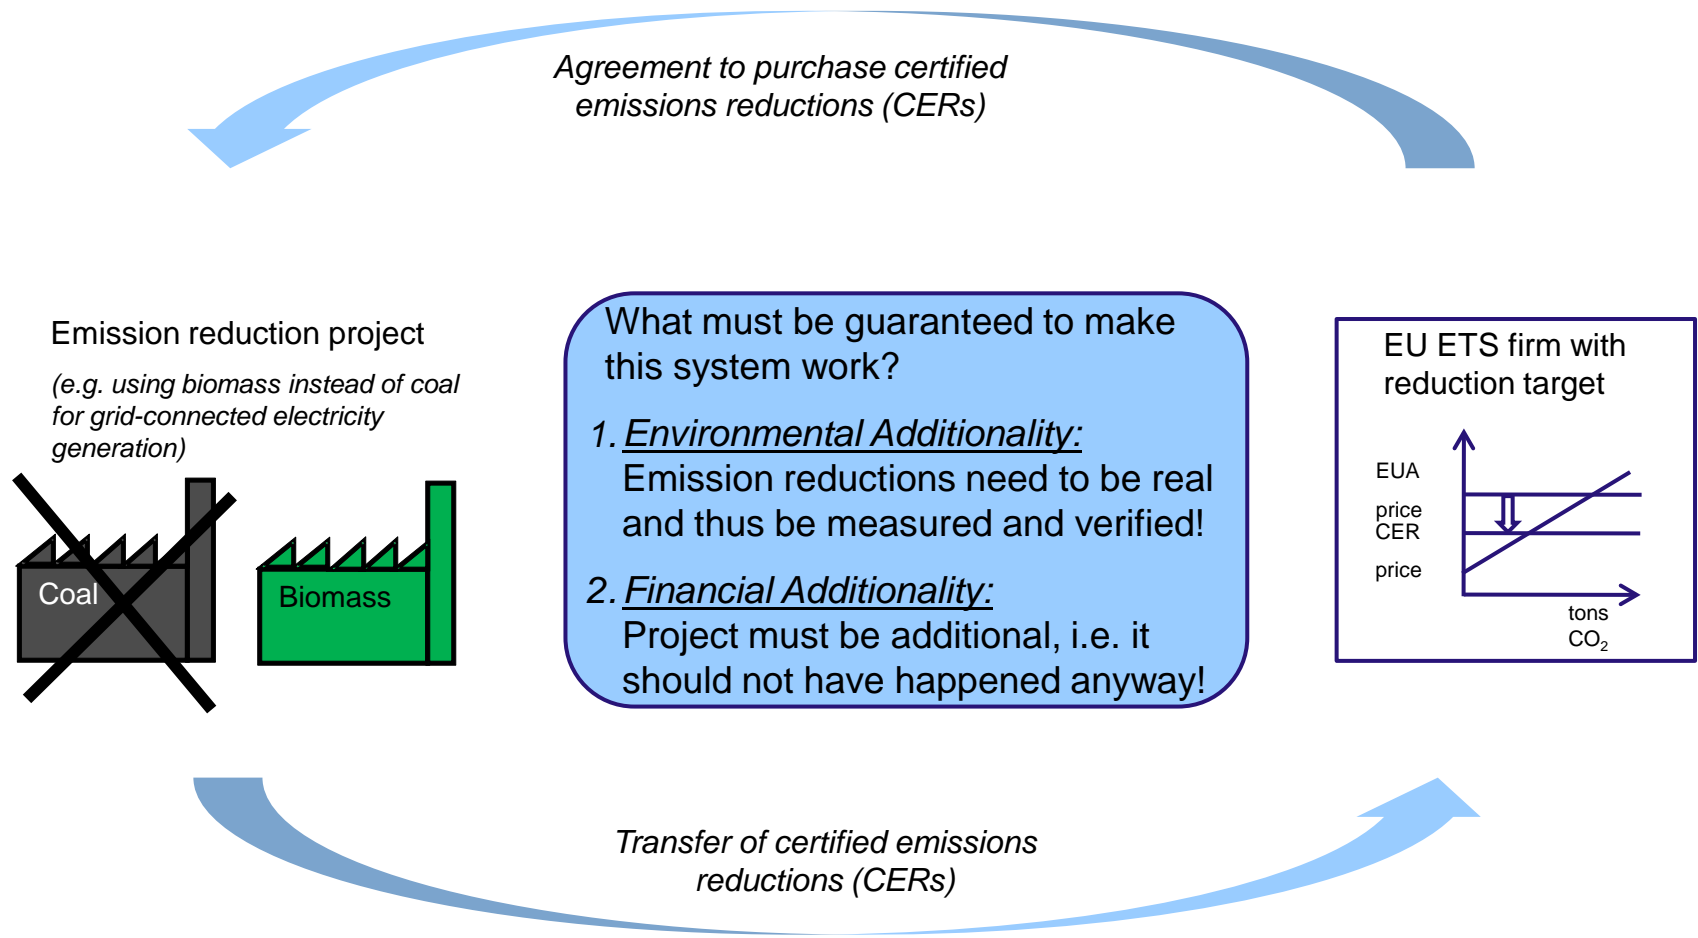 Agreement to purchase certified
emissions reductions (CERs)
Emission reduction project
(e.g. using biomass instead of coal
for grid-connected electricity
generation)
Coal
Biomass
What must be guaranteed to make
this system work?
1. Environmental Additionality:
Emission reductions need to be real
and thus be measured and verified!
2. Financial Additionality:
Project must be additional, i.e. it
should not have happened anyway!
EU ETS firm with
reduction target
EUA
price
CER
price
tons
CO₂
Transfer of certified emissions
reductions (CERs)